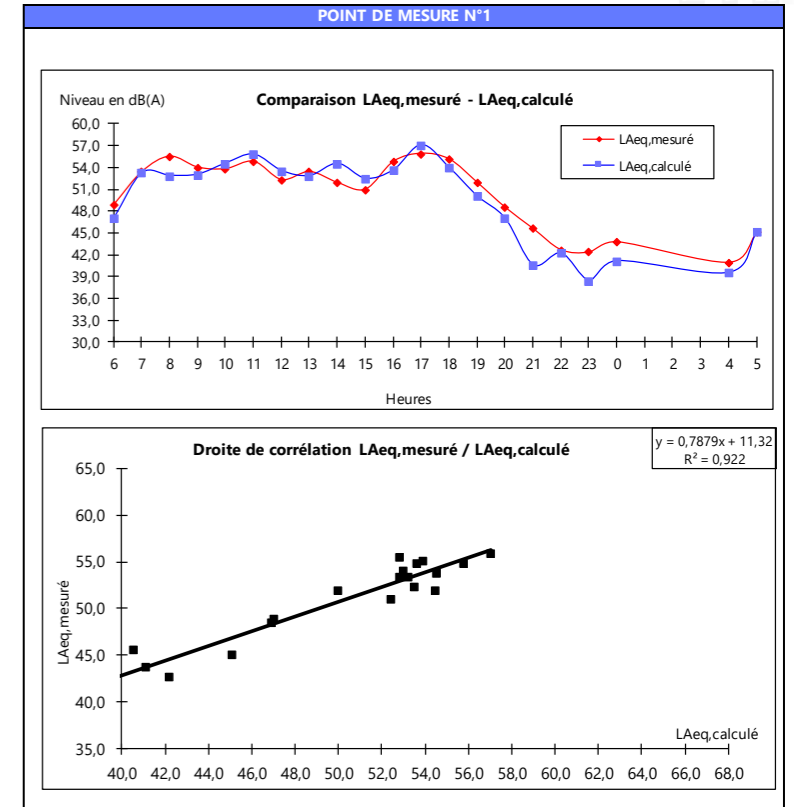 POINT DE MESURE N°1
Niveau en dB(A)
Comparaison LAeq,mesuré - LAeq,calculé
60,0
57,0
54,0
51,0
48,0
45,0
42,0
39,0
36,0
33,0
30,0
LAeq,mesuré
LAeq,calculé
6 7 8 9 10 11 12 13 14 15 16 17 18 19 20 21 22 23 0 1 2 3 4 5
Heures
Droite de corrélation LAeq,mesuré / LAeq,calculé
y = 0,7879x + 11,32
R² = 0,922
65,0
60,0
55,0
50,0
45,0
40,0
35,0
LAeq,mesuré
LAeq,calculé
40,0 42,0 44,0 46,0 48,0 50,0 52,0 54,0 56,0 58,0 60,0 62,0 64,0 66,0 68,0